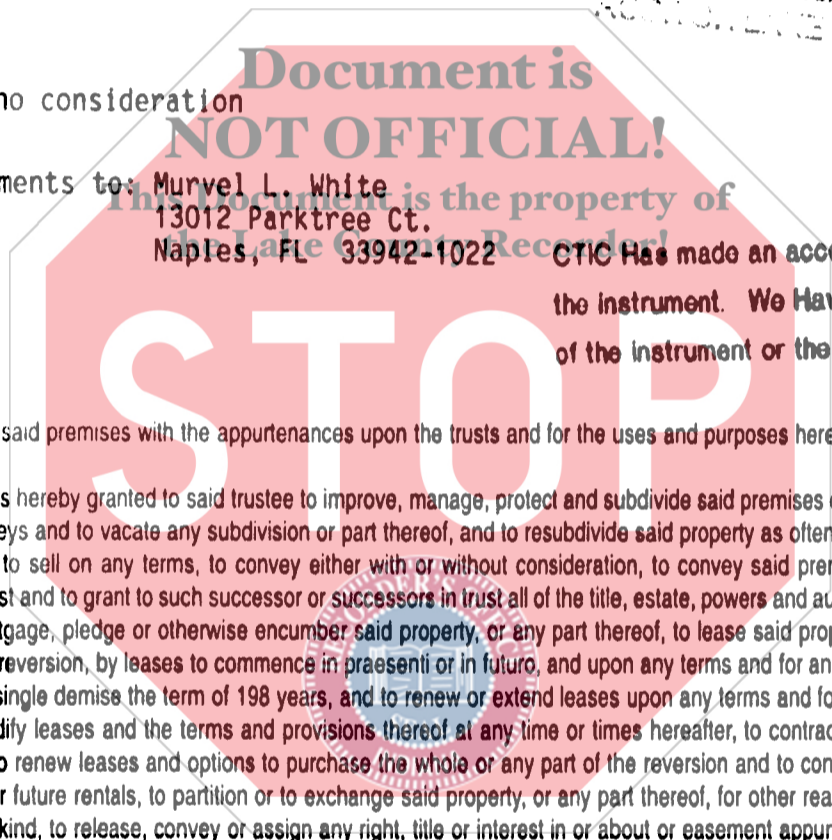 Document is
no consideration
NOT OFFICIAL!
ments to: Murvel L. White
This Document is the property of
13012 Parktree Ct.
the Lake County Recorder!
Naples, FL 33942-1022 CTIC Has made an acco
the instrument. We Hav
of the instrument or the
STOP
said premises with the appurtenances upon the trusts and for the uses and purposes here
s hereby granted to said trustee to improve, manage, protect and subdivide said premises
eys and to vacate any subdivision or part thereof, and to resubdivide said property as often
to sell on any terms, to convey either with or without consideration, to convey said prem
st and to grant to such successor or successors in trust all of the title, estate, powers and au
tgage, pledge or otherwise encumber said property, or any part thereof, to lease said prop
reversion, by leases to commence in praesenti or in futuro, and upon any terms and for an
single demise the term of 198 years, and to renew or extend leases upon any terms and fo
dify leases and the terms and provisions thereof at any time or times hereafter, to contrac
o renew leases and options to purchase the whole or any part of the reversion and to con
r future rentals, to partition or to exchange said property, or any part thereof, for other rea
kind, to release, convey or assign any right, title or interest in or about or easement appur